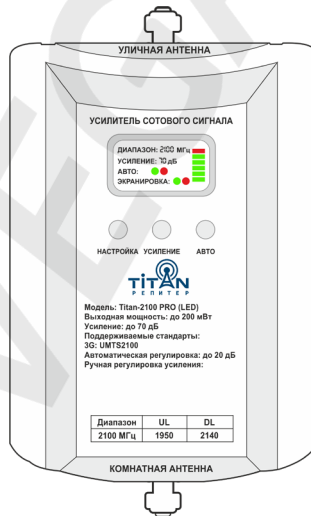 УЛИЧНАЯ АНТЕННА
УСИЛИТЕЛЬ СОТОВОГО СИГНАЛА
ДИАПАЗОН: 2100 МГц
УСИЛЕНИЕ: 70 дБ
АВТО:
ЭКРАНИРОВКА:
НАСТРОЙКА УСИЛЕНИЕ АВТО
TiTAN
РЕПИТЕР
Модель: Titan-2100 PRO (LED)
Выходная мощность: до 200 мВт
Усиление: до 70 дБ
Поддерживаемые стандарты:
3G: UMTS2100
Автоматическая регулировка: до 20 дБ
Ручная регулировка усиления:
Диапазон UL DL
2100 МГц 1950 2140
КОМНАТНАЯ АНТЕННА